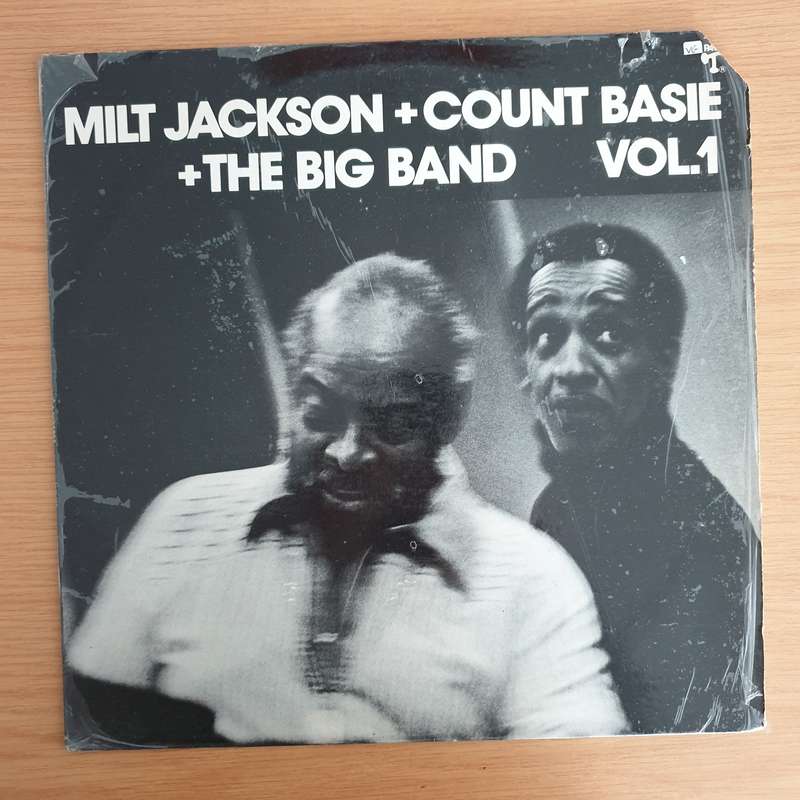 MILT JACKSON + COUNT BASIE
+ THE BIG BAND VOL.1